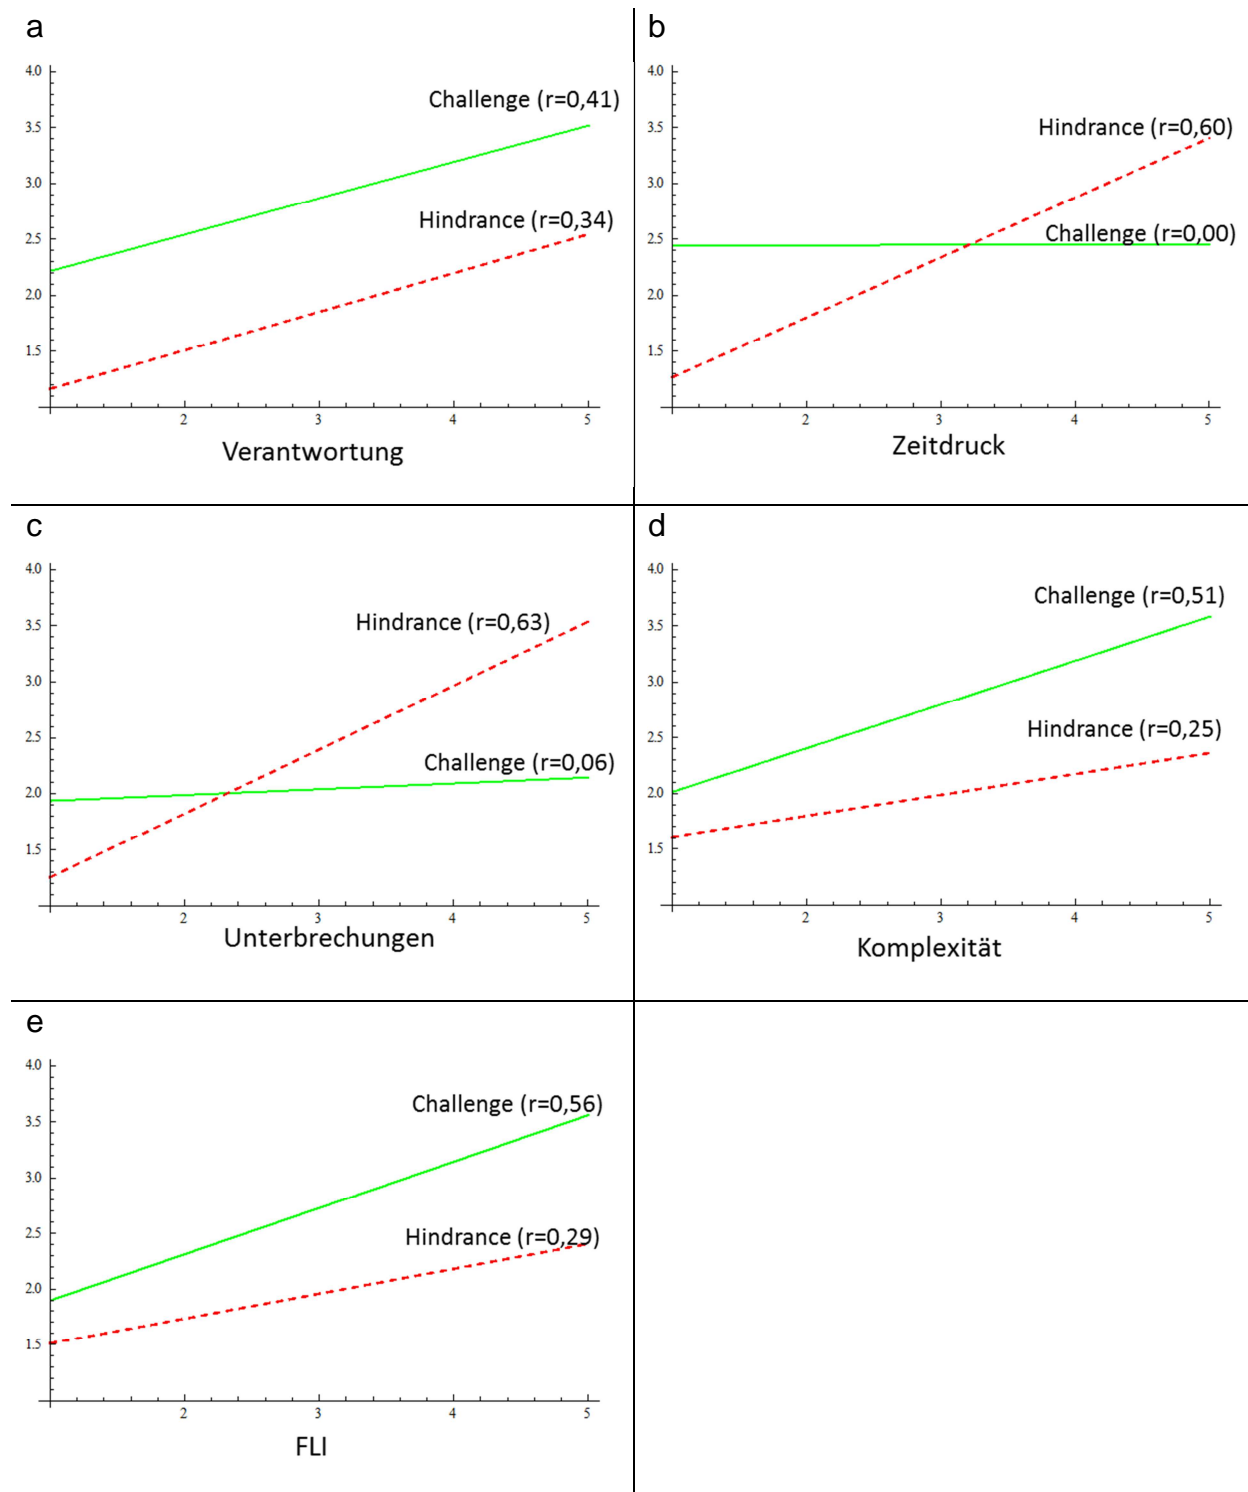 a
4.0
3.5
3.0
2.5
2.0
1.5
Challenge (r=0,41)
Hindrance (r=0,34)
2 3 4 5
Verantwortung
b
4.0
3.5
3.0
2.5
2.0
1.5
Hindrance (r=0,60)
Challenge (r=0,00)
2 3 4 5
Zeitdruck
c
4.0
3.5
3.0
2.5
2.0
1.5
Hindrance (r=0,63)
Challenge (r=0,06)
2 3 4 5
Unterbrechungen
d
4.0
3.5
3.0
2.5
2.0
1.5
Challenge (r=0,51)
Hindrance (r=0,25)
2 3 4 5
Komplexität
e
4.0
3.5
3.0
2.5
2.0
1.5
Challenge (r=0,56)
Hindrance (r=0,29)
2 3 4 5
FLI